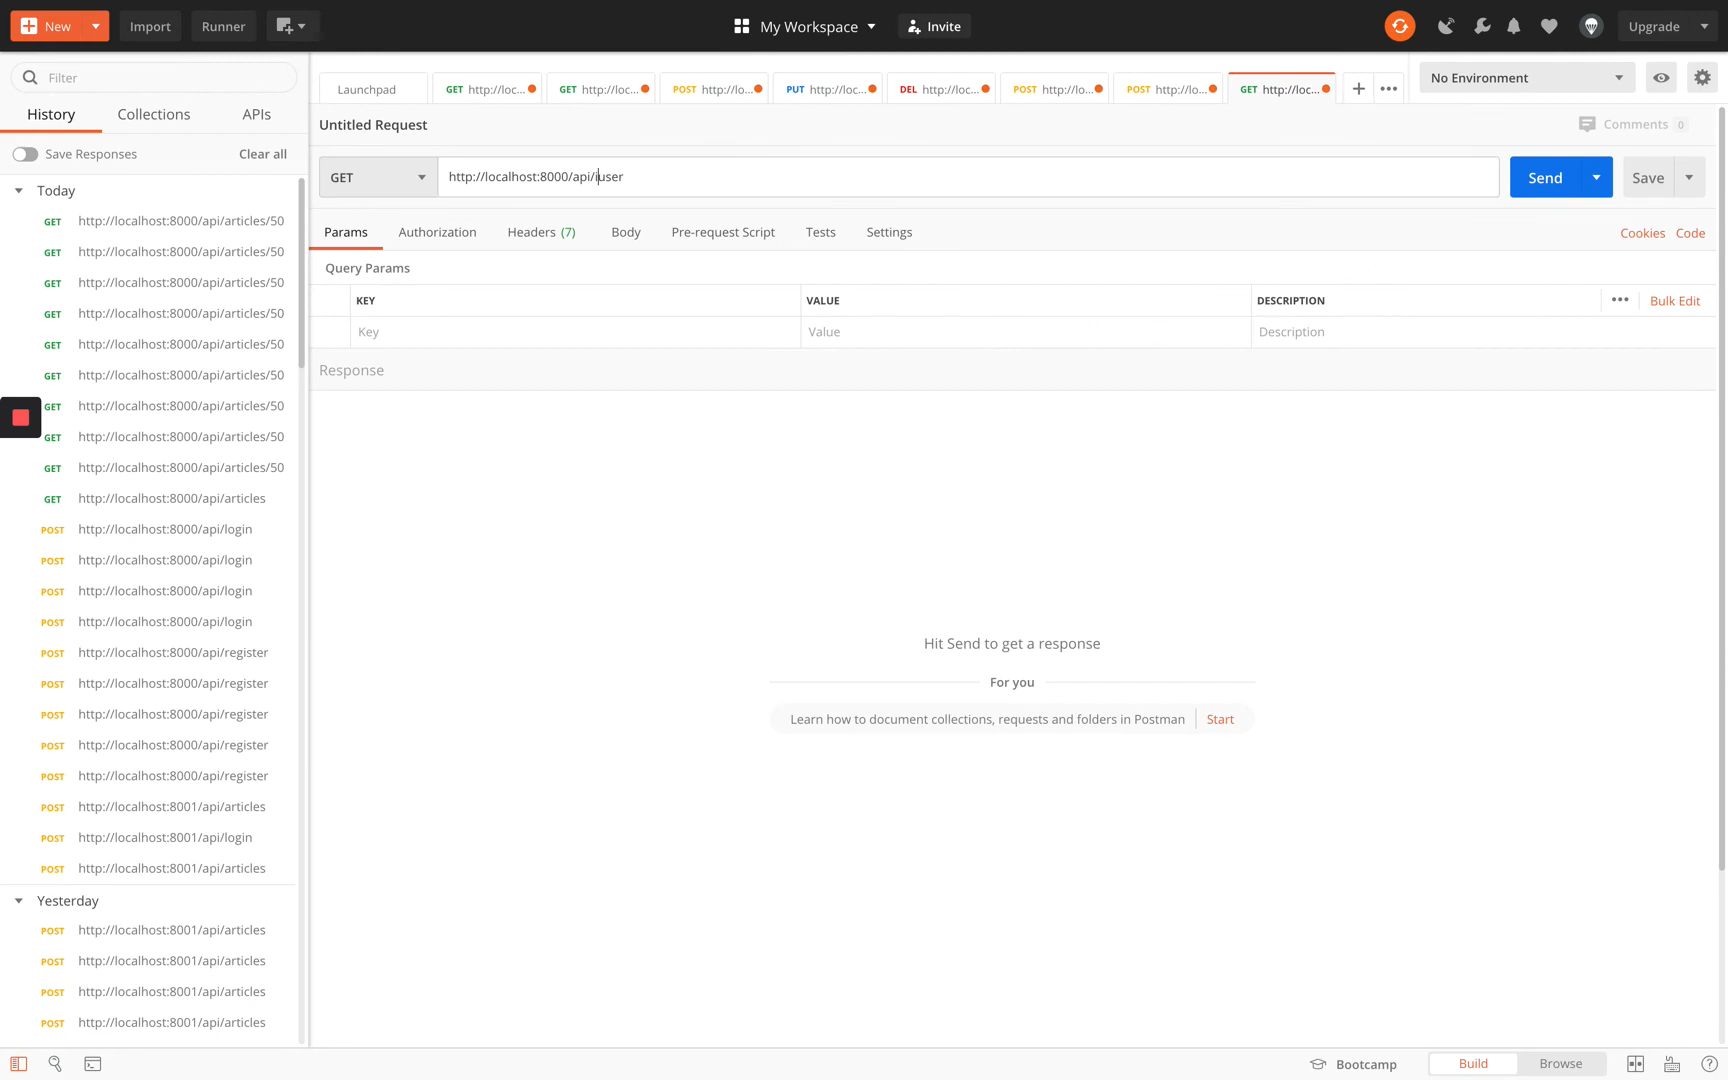 New
Import
Runner
My Workspace
Invite
Upgrade
Filter
History
Collections
APIs
Save Responses
Clear all
Today
GET http://localhost:8000/api/articles/50
GET http://localhost:8000/api/articles/50
GET http://localhost:8000/api/articles/50
GET http://localhost:8000/api/articles/50
GET http://localhost:8000/api/articles/50
GET http://localhost:8000/api/articles/50
GET http://localhost:8000/api/articles/50
GET http://localhost:8000/api/articles/50
GET http://localhost:8000/api/articles/50
GET http://localhost:8000/api/articles
POST http://localhost:8000/api/login
POST http://localhost:8000/api/login
POST http://localhost:8000/api/login
POST http://localhost:8000/api/login
POST http://localhost:8000/api/register
POST http://localhost:8000/api/register
POST http://localhost:8000/api/register
POST http://localhost:8000/api/register
POST http://localhost:8000/api/register
POST http://localhost:8001/api/articles
POST http://localhost:8001/api/login
POST http://localhost:8001/api/articles
Yesterday
POST http://localhost:8001/api/articles
POST http://localhost:8001/api/articles
POST http://localhost:8001/api/articles
POST http://localhost:8001/api/articles
Launchpad
GET http://loc...
GET http://loc...
POST http://lo...
PUT http://loc...
DEL http://loc...
POST http://lo...
POST http://lo...
GET http://loc...
No Environment
Untitled Request
Comments 0
GET
http://localhost:8000/api/iuser
Send
Save
Params
Authorization
Headers (7)
Body
Pre-request Script
Tests
Settings
Cookies
Code
Query Params
KEY
VALUE
DESCRIPTION
Bulk Edit
Key
Value
Description
Response
Hit Send to get a response
For you
Learn how to document collections, requests and folders in Postman
Start
Bootcamp
Build
Browse